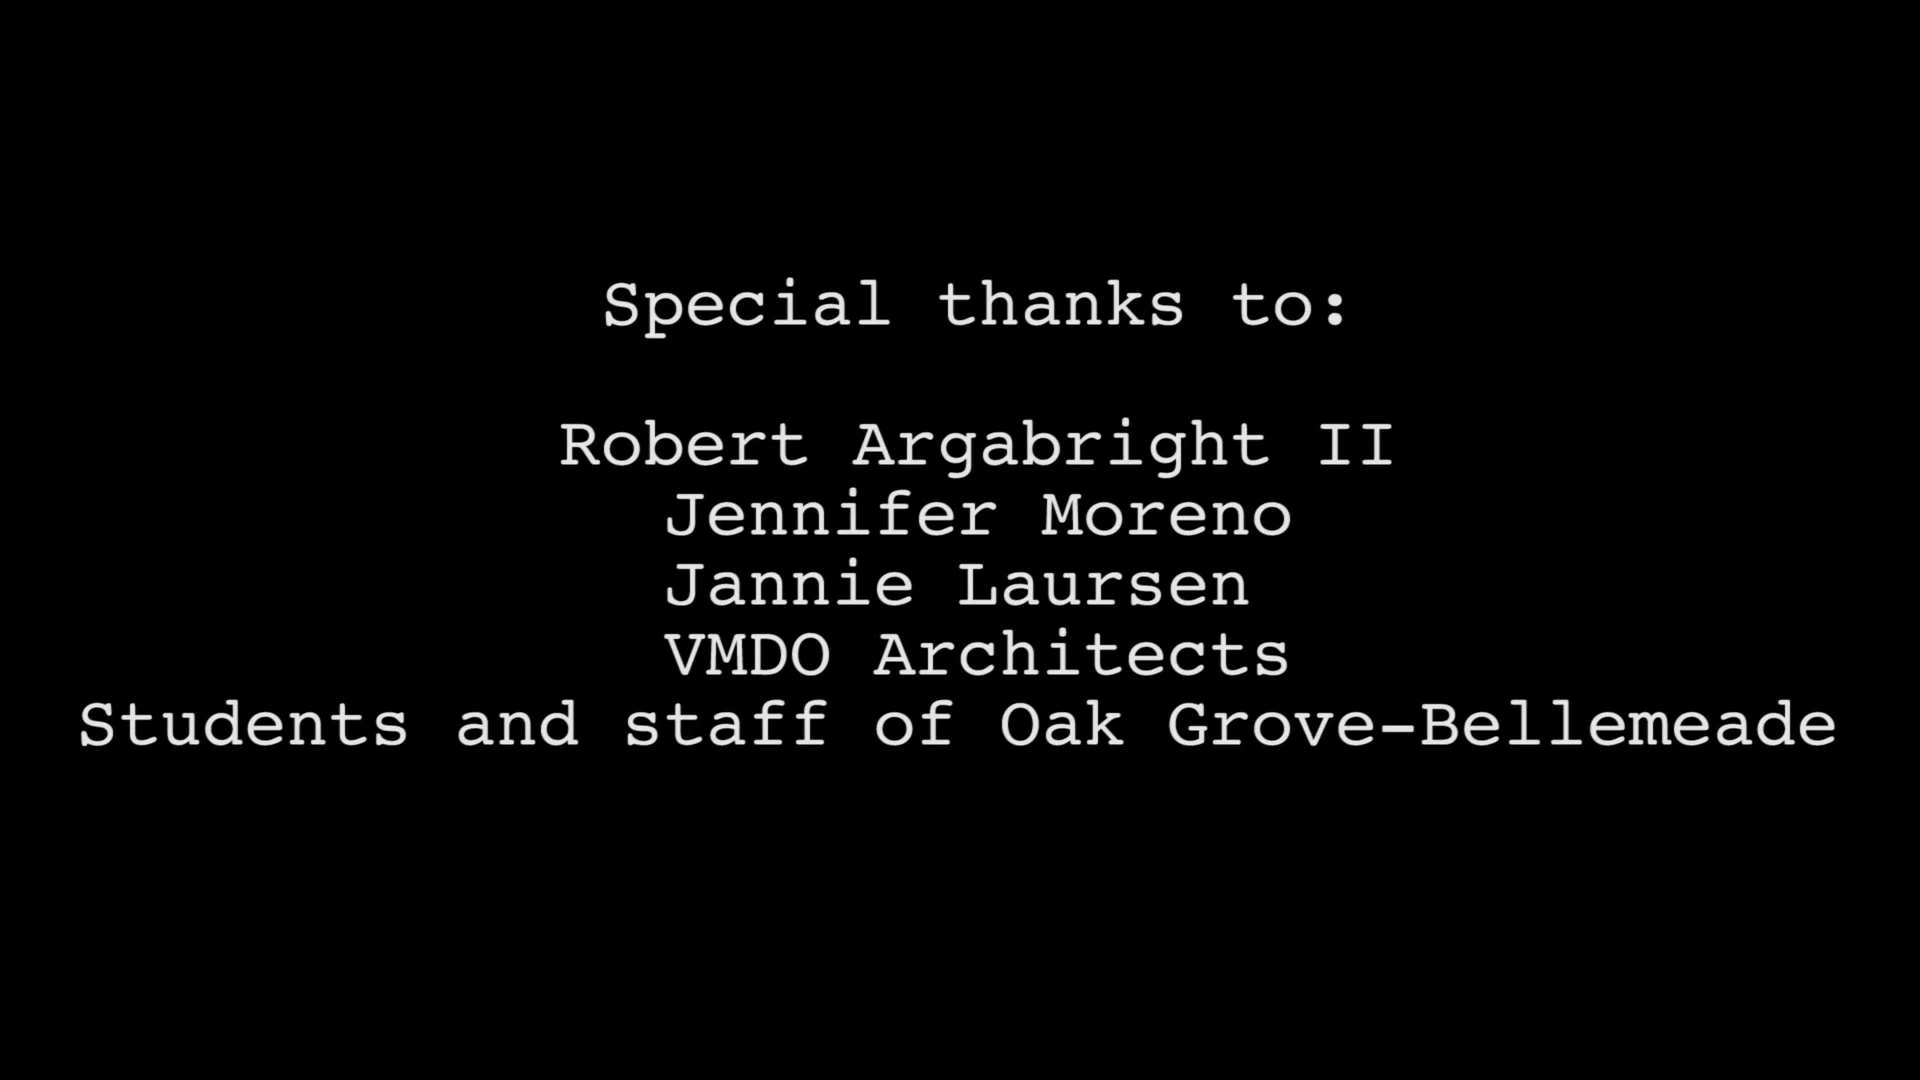 Special thanks to:
Robert Argabright II
Jennifer Moreno
Jannie Laursen
VMDO Architects
Students and staff of Oak Grove-Bellemeade